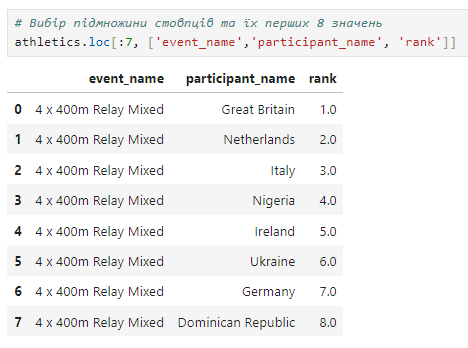 # Вибір підмножини стовпців та їх перших 8 значень
athletics.loc[:7, ['event_name','participant_name', 'rank']]
event_name participant_name rank
0 4 x 400m Relay Mixed Great Britain 1.0
1 4 x 400m Relay Mixed Netherlands 2.0
2 4 x 400m Relay Mixed Italy 3.0
3 4 x 400m Relay Mixed Nigeria 4.0
4 4 x 400m Relay Mixed Ireland 5.0
5 4 x 400m Relay Mixed Ukraine 6.0
6 4 x 400m Relay Mixed Germany 7.0
7 4 x 400m Relay Mixed Dominican Republic 8.0